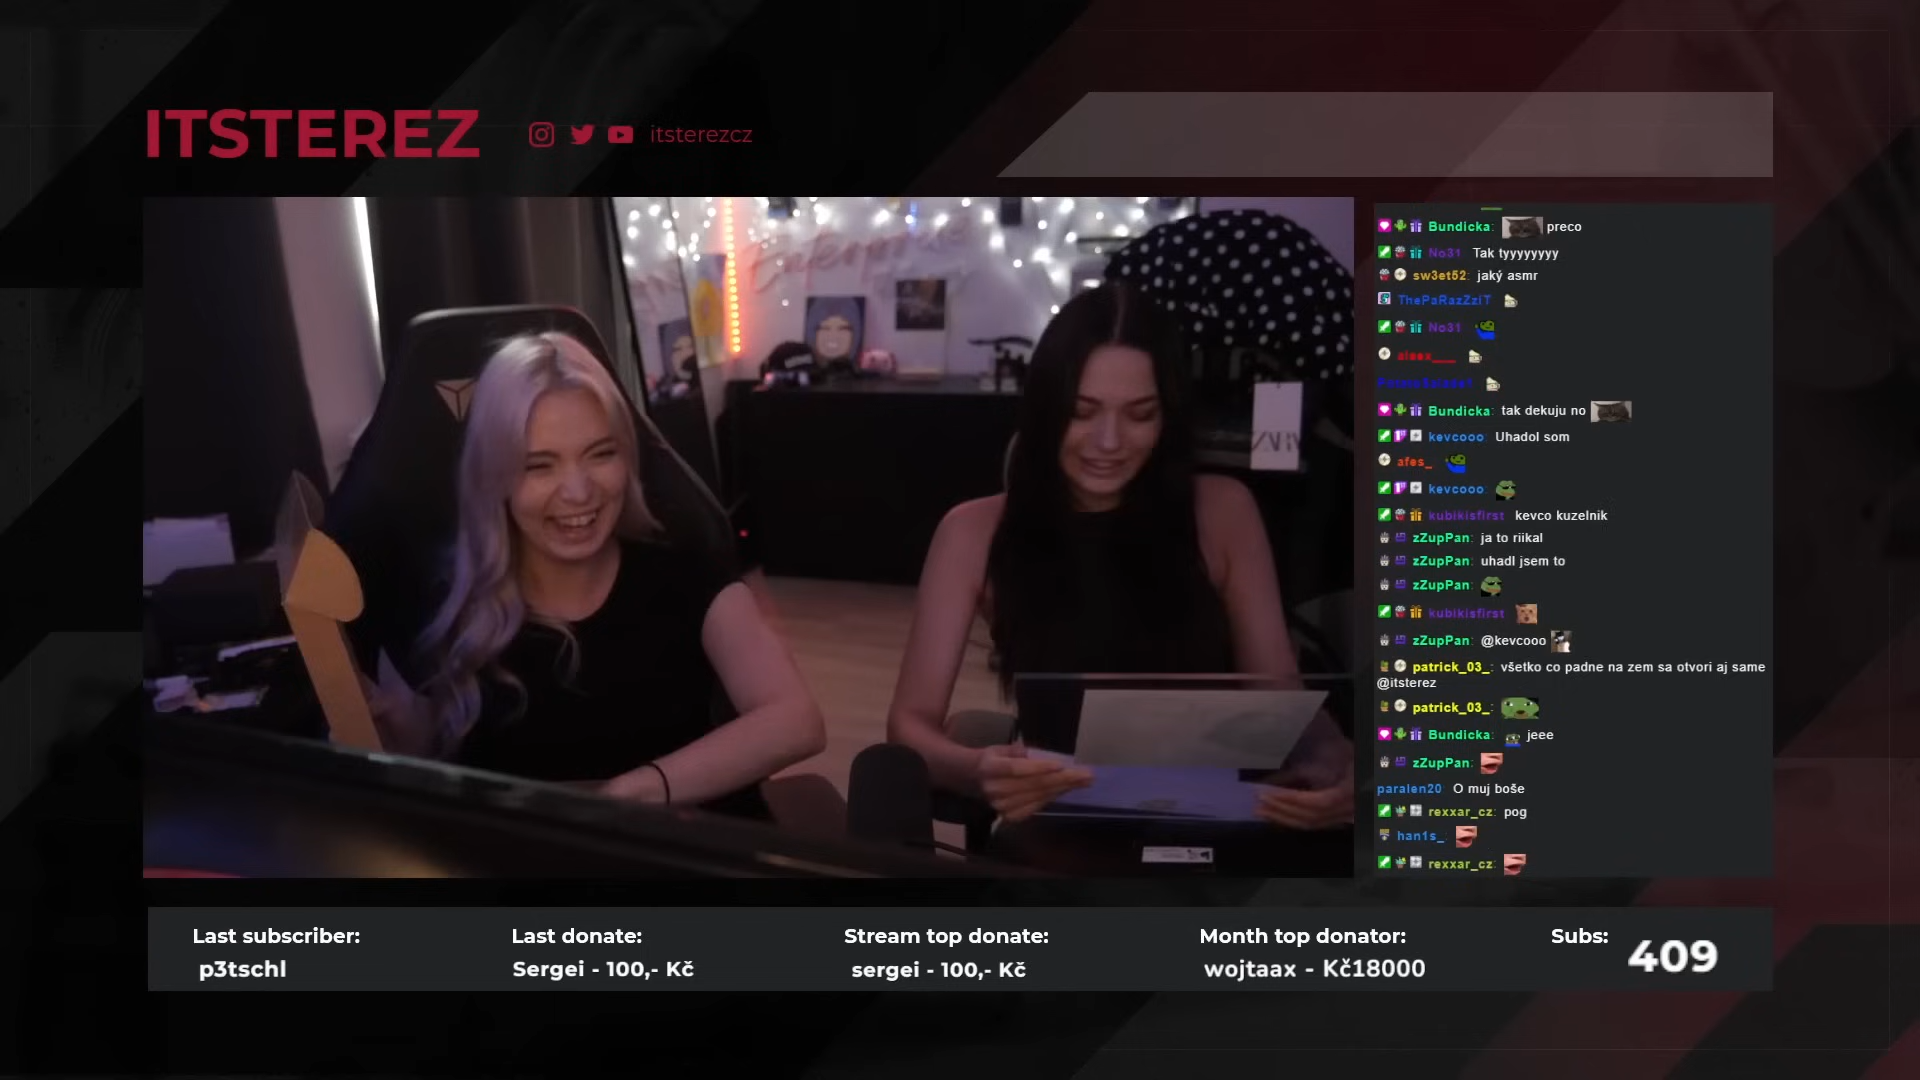 ITSTEREZ
itsterezcz
Enterprise
ZARA
Bundicka: preco
No31 Tak tyyyyyyyy
sw3et52: jaký asmr
ThePaRazZziT
No31
Bundicka: tak dekuju no
kevcooo: Uhadol som
afes_
kevcooo:
kubikisfirst kevco kuzelnik
zZupPan: ja to riikal
zZupPan: uhadl jsem to
zZupPan:
kubikisfirst
zZupPan: @kevcooo
patrick_03_: všetko co padne na zem sa otvori aj same
@itsterez
patrick_03_:
Bundicka: jeee
zZupPan:
paralen20 O muj boše
rexxar_cz: pog
han1s_:
rexxar_cz:
Last subscriber:
p3tschl
Last donate:
Sergei - 100,- Kč
Stream top donate:
sergei - 100,- Kč
Month top donator:
wojtaax - Kč18000
Subs:
409